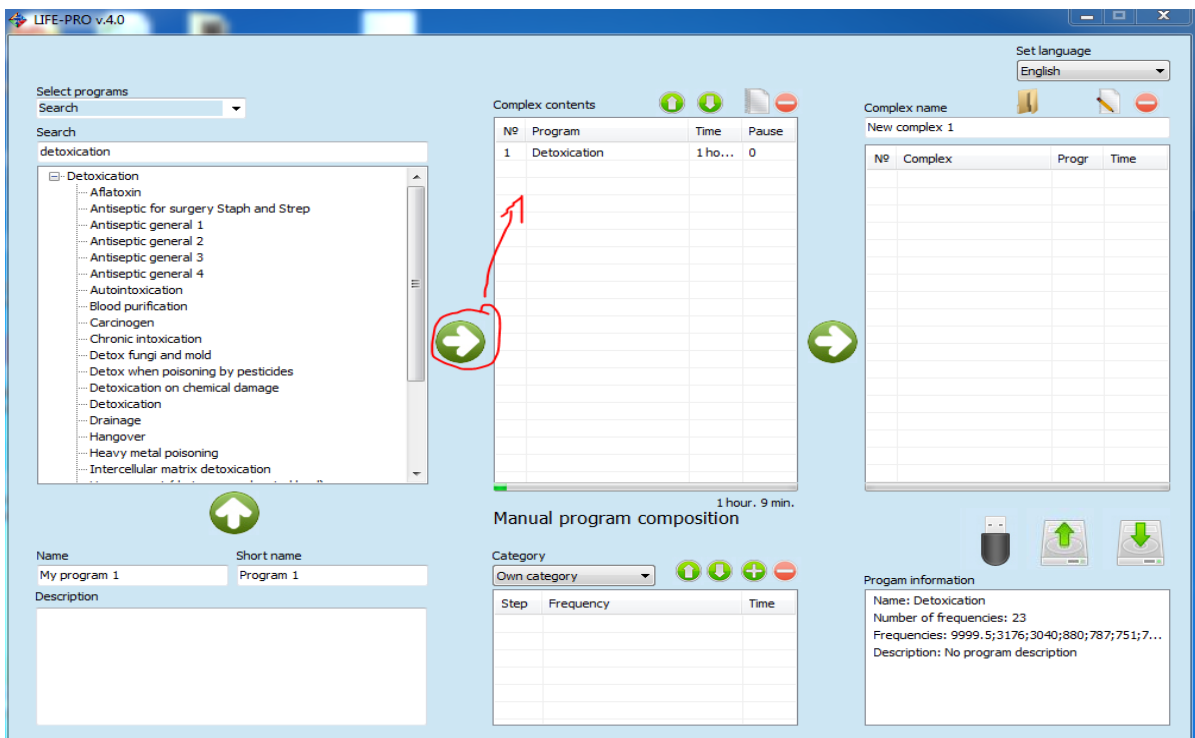 LIFE-PRO v.4.0
Set language
English
Select programs
Search
Search
detoxication
Detoxication
Aflatoxin
Antiseptic for surgery Staph and Strep
Antiseptic general 1
Antiseptic general 2
Antiseptic general 3
Antiseptic general 4
Autointoxication
Blood purification
Carcinogen
Chronic intoxication
Detox fungi and mold
Detox when poisoning by pesticides
Detoxication on chemical damage
Detoxication
Drainage
Hangover
Heavy metal poisoning
Intercellular matrix detoxication
Complex contents
Nº Program Time Pause
1 Detoxication 1 ho... 0
1 hour. 9 min.
Complex name
New complex 1
Nº Complex Progr Time
Name Short name
My program 1 Program 1
Description
Manual program composition
Category
Own category
Step Frequency Time
Progam information
Name: Detoxication
Number of frequencies: 23
Frequencies: 9999.5;3176;3040;880;787;751;7...
Description: No program description